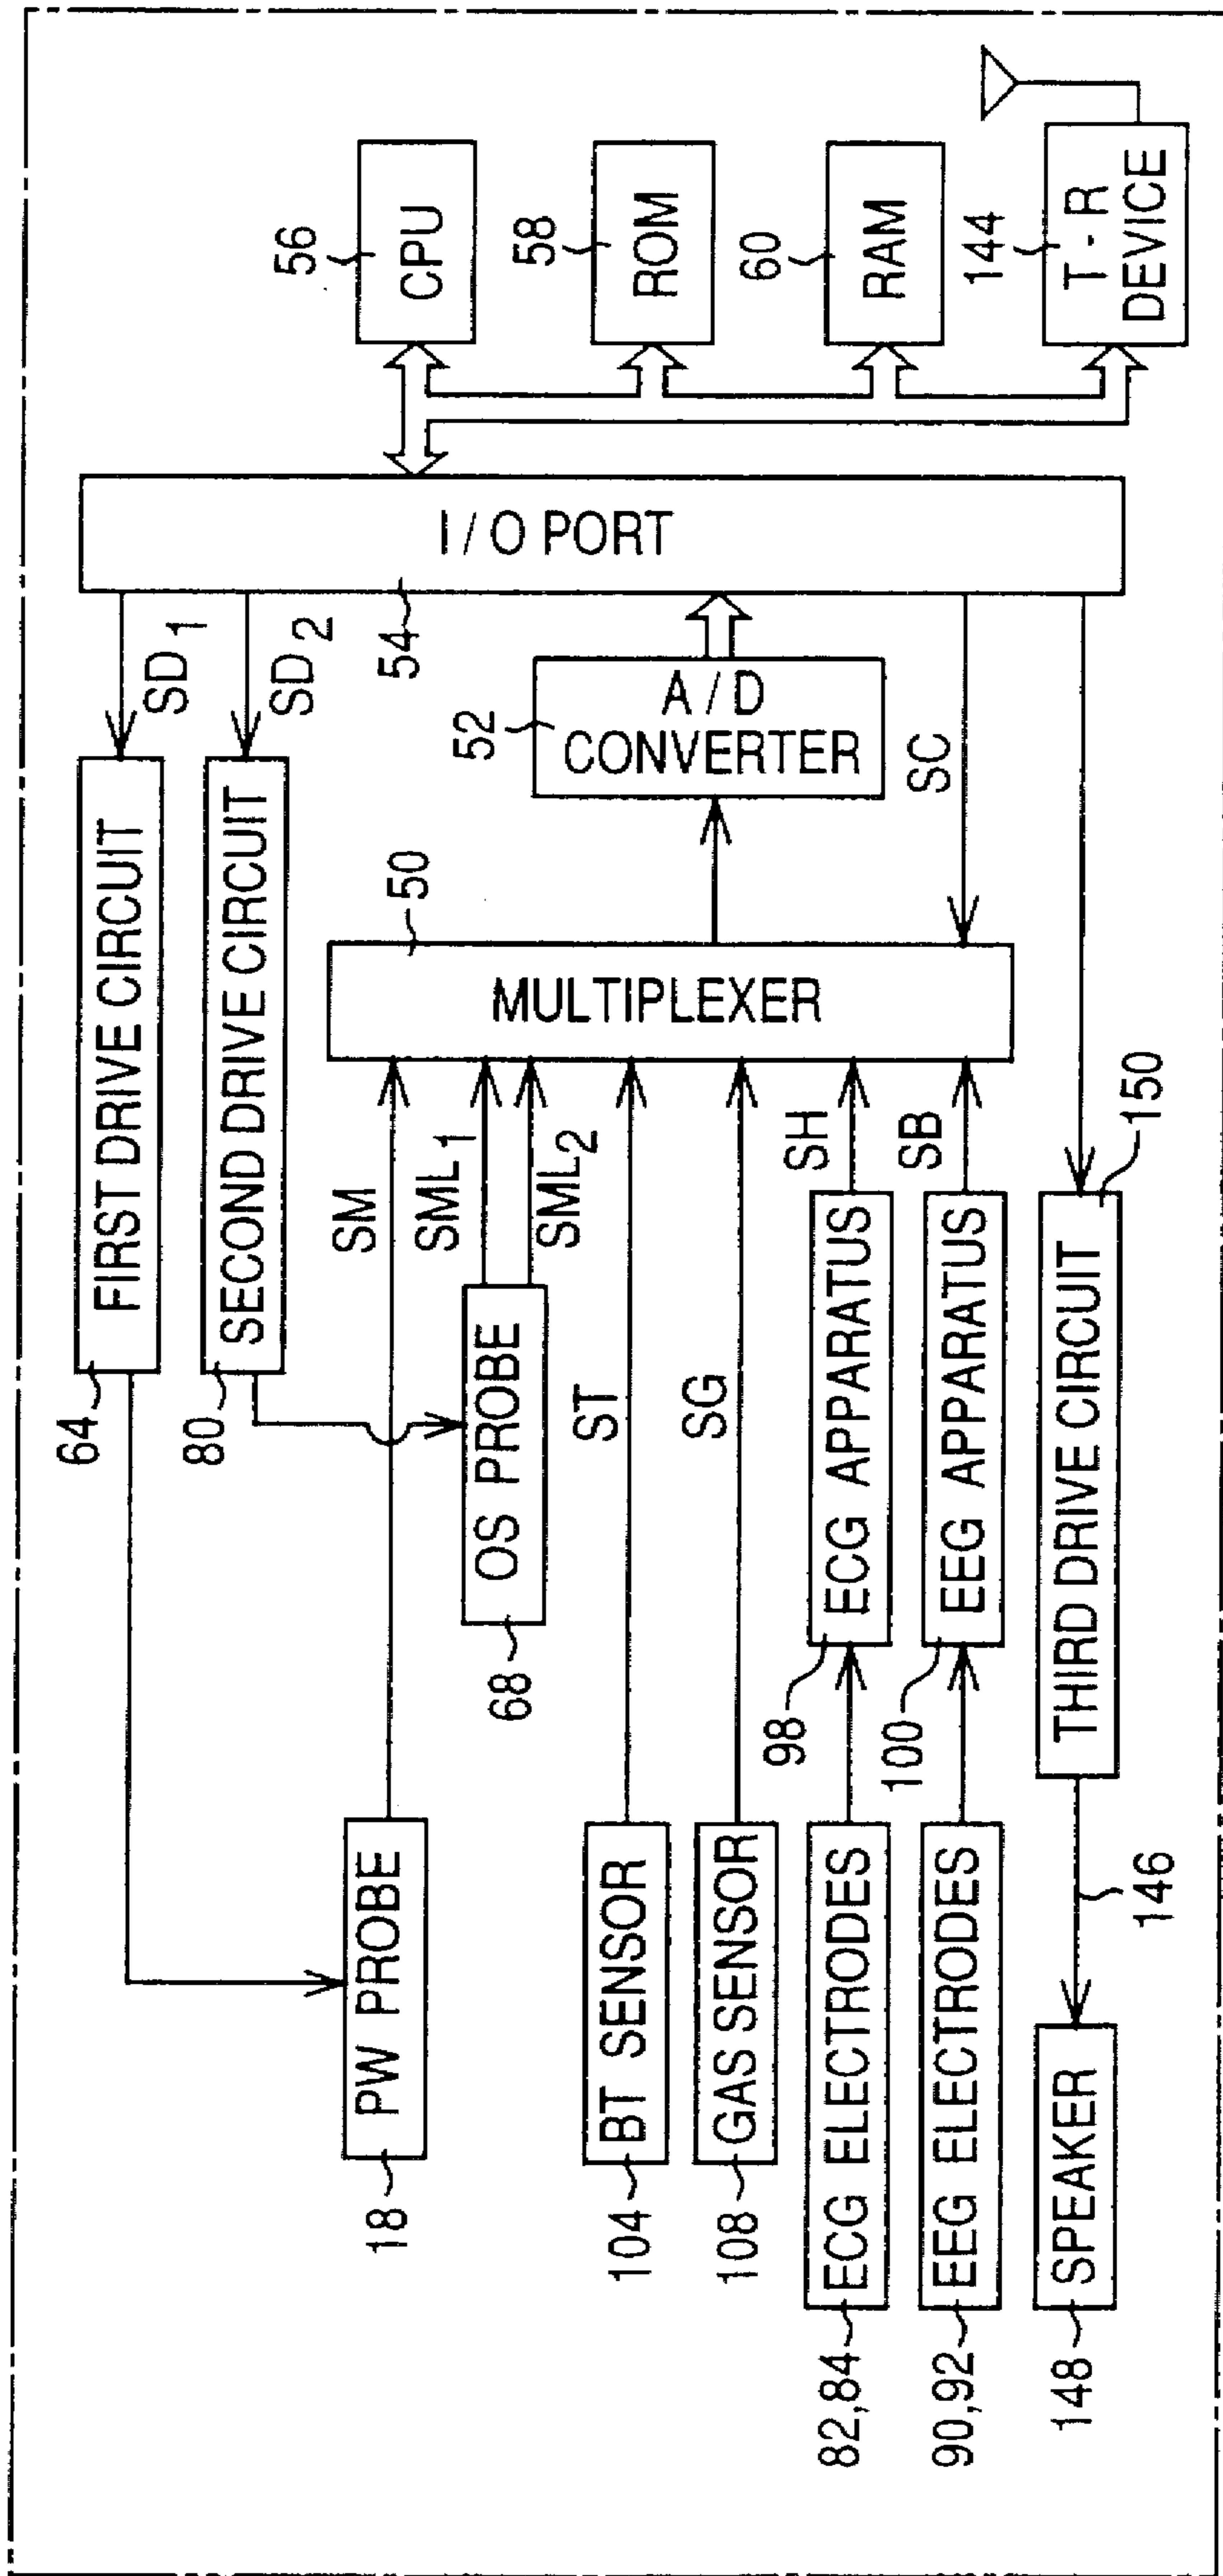 64
FIRST DRIVE CIRCUIT
SD1
80
SECOND DRIVE CIRCUIT
SD2
18
PW PROBE
SM
68
OS PROBE
SML1
SML2
104
BT SENSOR
ST
108
GAS SENSOR
SG
82,84
ECG ELECTRODES
98
ECG APPARATUS
SH
90,92
EEG ELECTRODES
100
EEG APPARATUS
SB
148
SPEAKER
146
THIRD DRIVE CIRCUIT
150
MULTIPLEXER
50
52
A / D
CONVERTER
SC
54
I / O PORT
56
CPU
58
ROM
60
RAM
144
T - R
DEVICE